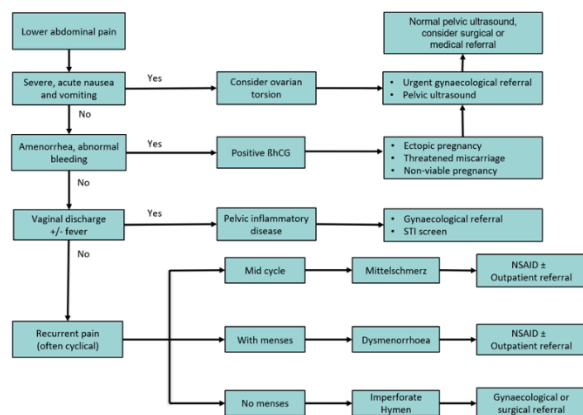 Lower abdominal pain
Normal pelvic ultrasound,
consider surgical or
medical referral
Severe, acute nausea
and vomiting
Yes
Consider ovarian
torsion
• Urgent gynaecological referral
• Pelvic ultrasound
No
Amenorrhea, abnormal
bleeding
Yes
Positive ßhCG
• Ectopic pregnancy
• Threatened miscarriage
• Non-viable pregnancy
No
Vaginal discharge
+/- fever
Yes
Pelvic inflammatory
disease
• Gynaecological referral
• STI screen
No
Recurrent pain
(often cyclical)
Mid cycle
Mittelschmerz
NSAID ±
Outpatient referral
With menses
Dysmenorrhoea
NSAID ±
Outpatient referral
No menses
Imperforate
Hymen
Gynaecological or
surgical referral